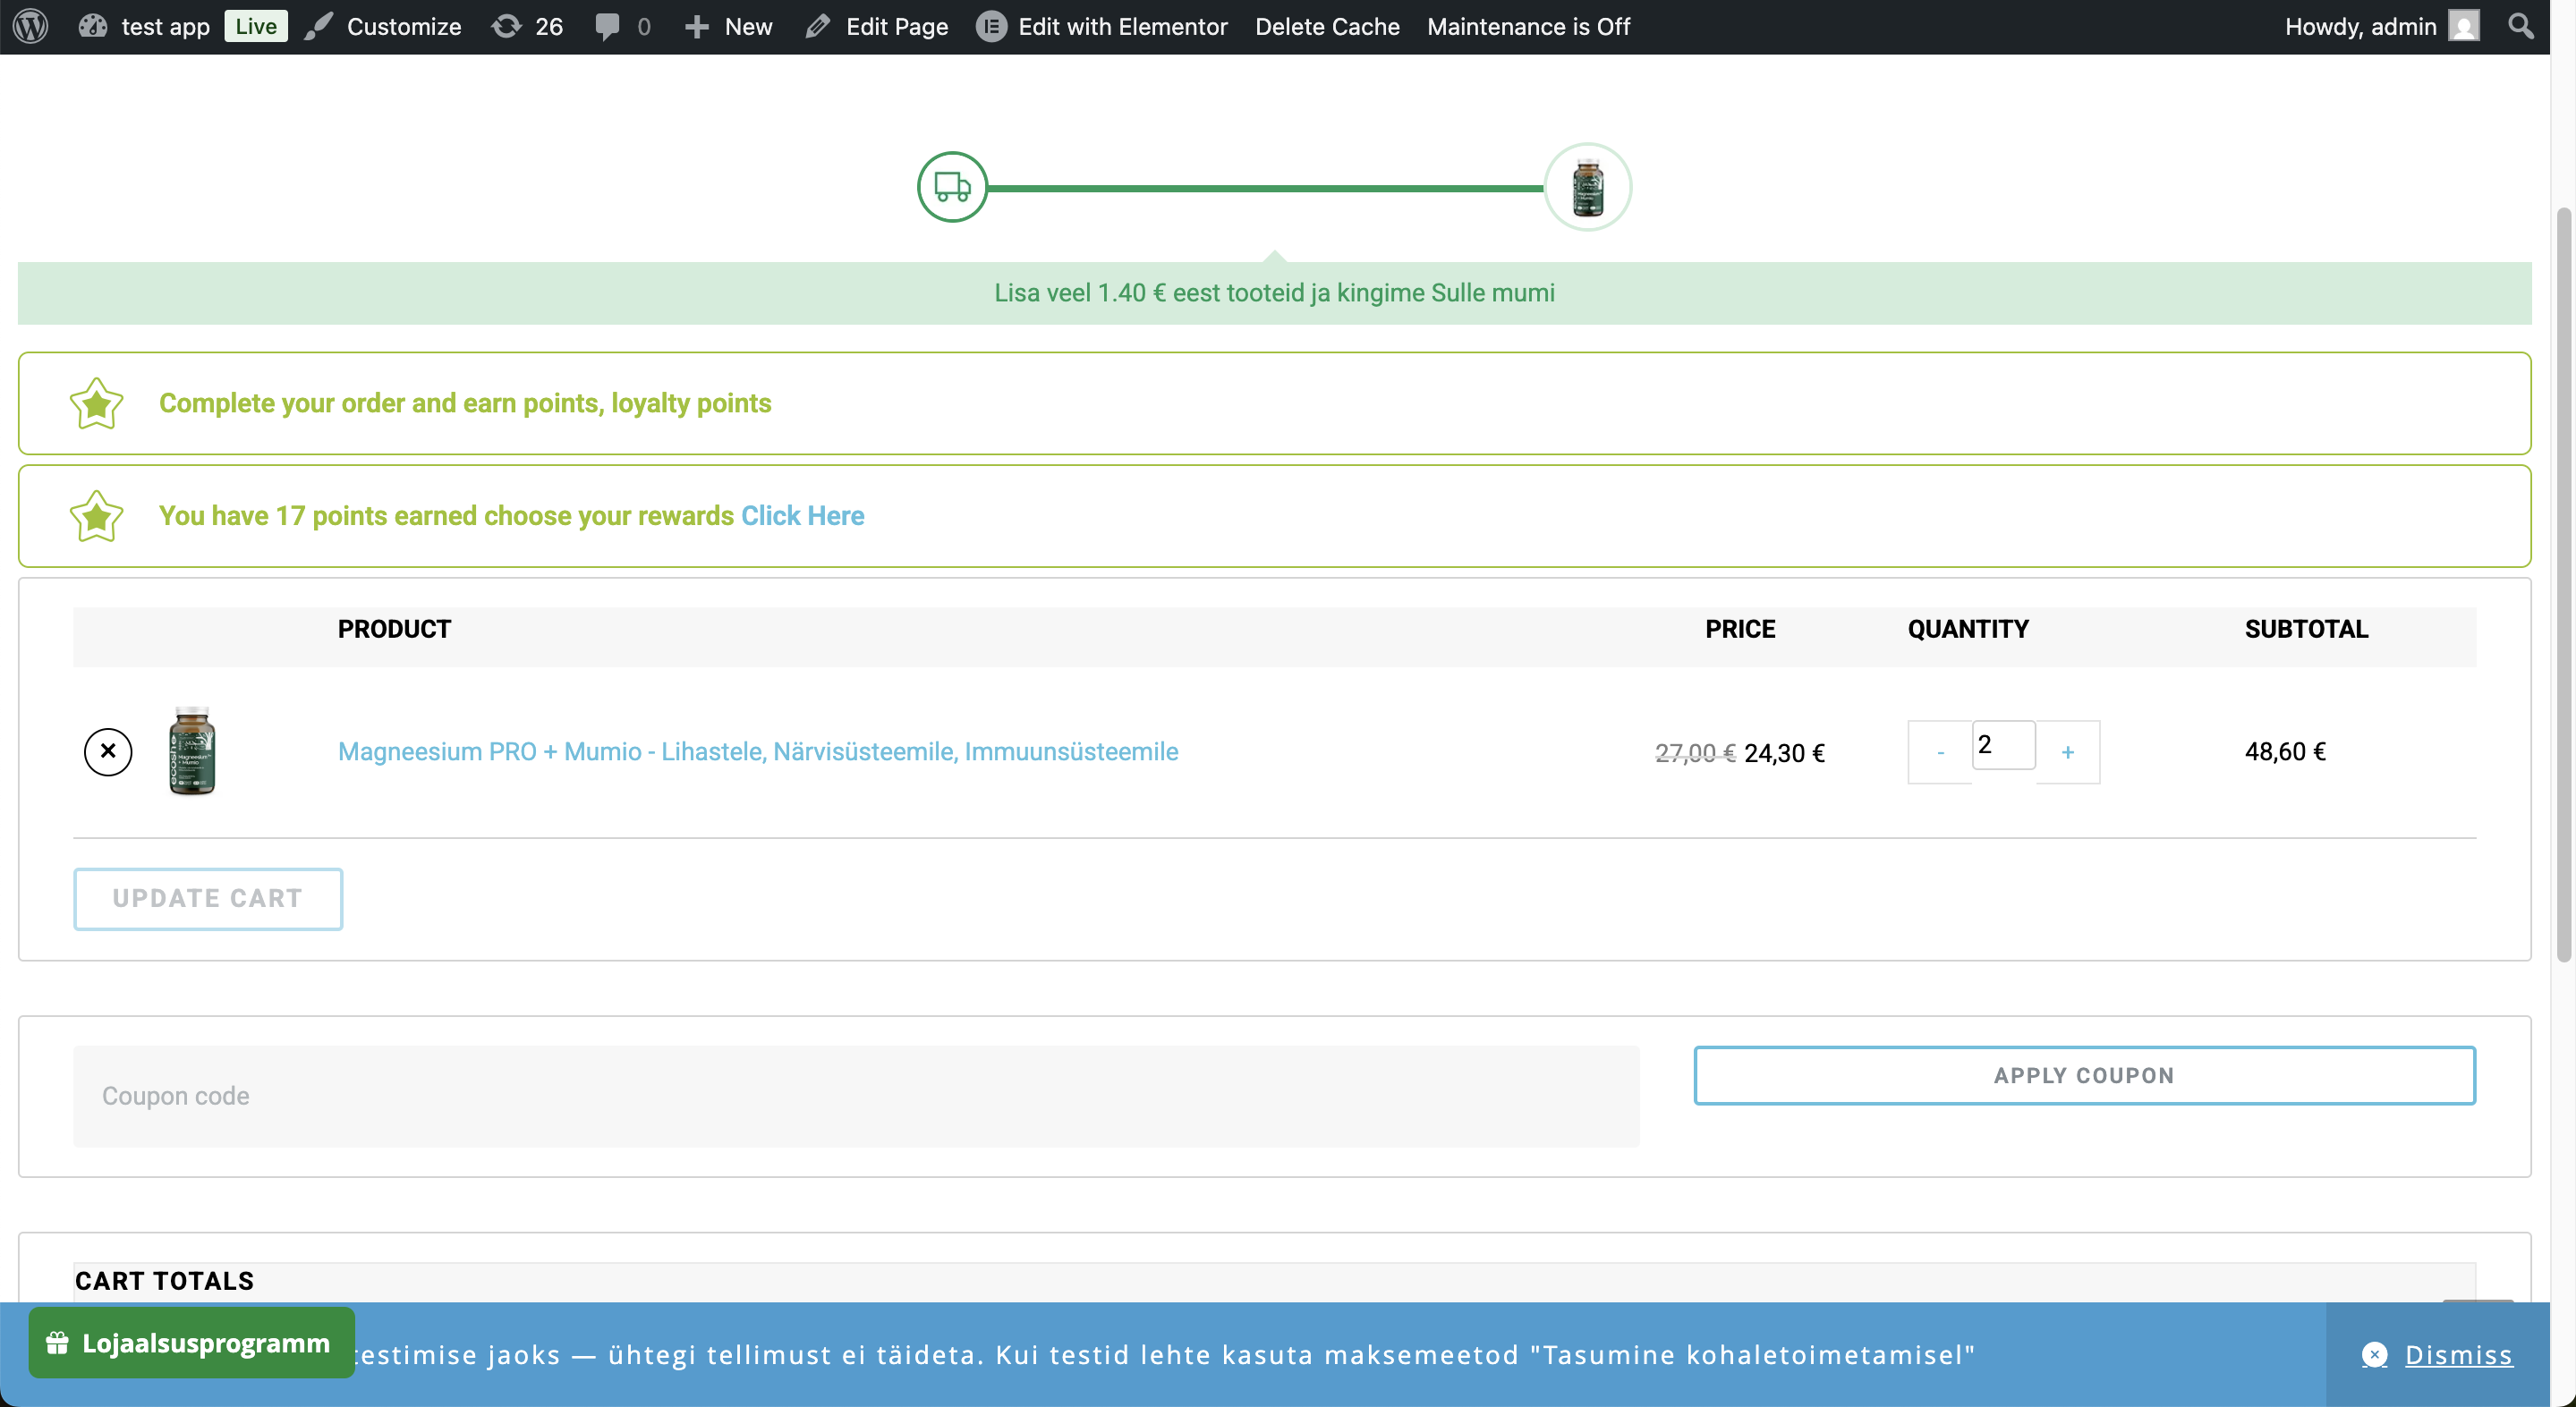 test app Live Customize 26 0 New Edit Page Edit with Elementor Delete Cache Maintenance is Off Howdy, admin
Lisa veel 1.40 € eest tooteid ja kingime Sulle mumi
Complete your order and earn points, loyalty points
You have 17 points earned choose your rewards Click Here
PRODUCT PRICE QUANTITY SUBTOTAL
Magneesium PRO + Mumio - Lihastele, Närvisüsteemile, Immuunsüsteemile 27,00 € 24,30 € - 2 + 48,60 €
UPDATE CART
Coupon code APPLY COUPON
CART TOTALS
Lojaalsusprogramm testimise jaoks — ühtegi tellimust ei täideta. Kui testid lehte kasuta maksemeetod "Tasumine kohaletoimetamisel" Dismiss